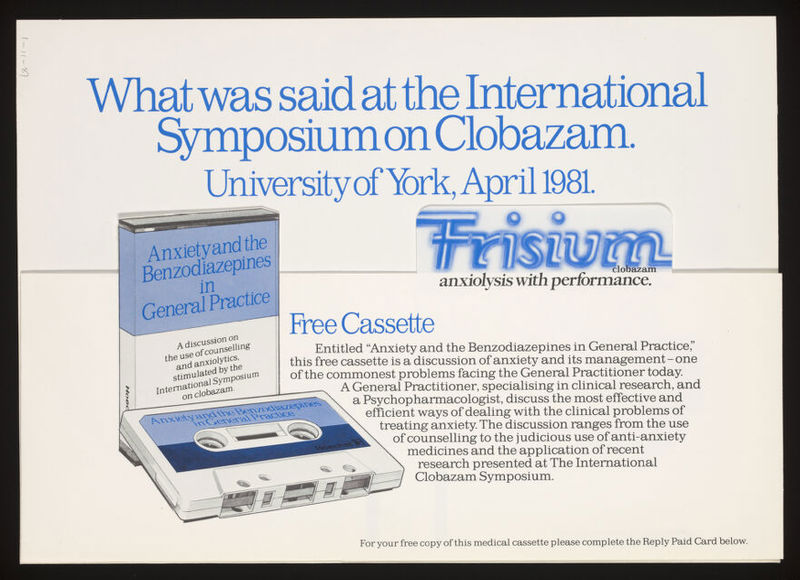 What was said at the International
Symposium on Clobazam.
University of York, April 1981.
Frisium
clobazam
anxiolysis with performance.
Anxiety and the
Benzodiazepines
in
General Practice
A discussion on
the use of counselling
and anxiolytics,
stimulated by the
International Symposium
on clobazam.
Anxiety and the Benzodiazepines
in General Practice
Free Cassette
Entitled “Anxiety and the Benzodiazepines in General Practice,”
this free cassette is a discussion of anxiety and its management–one
of the commonest problems facing the General Practitioner today.
A General Practitioner, specialising in clinical research, and
a Psychopharmacologist, discuss the most effective and
efficient ways of dealing with the clinical problems of
treating anxiety. The discussion ranges from the use
of counselling to the judicious use of anti-anxiety
medicines and the application of recent
research presented at The International
Clobazam Symposium.
For your free copy of this medical cassette please complete the Reply Paid Card below.